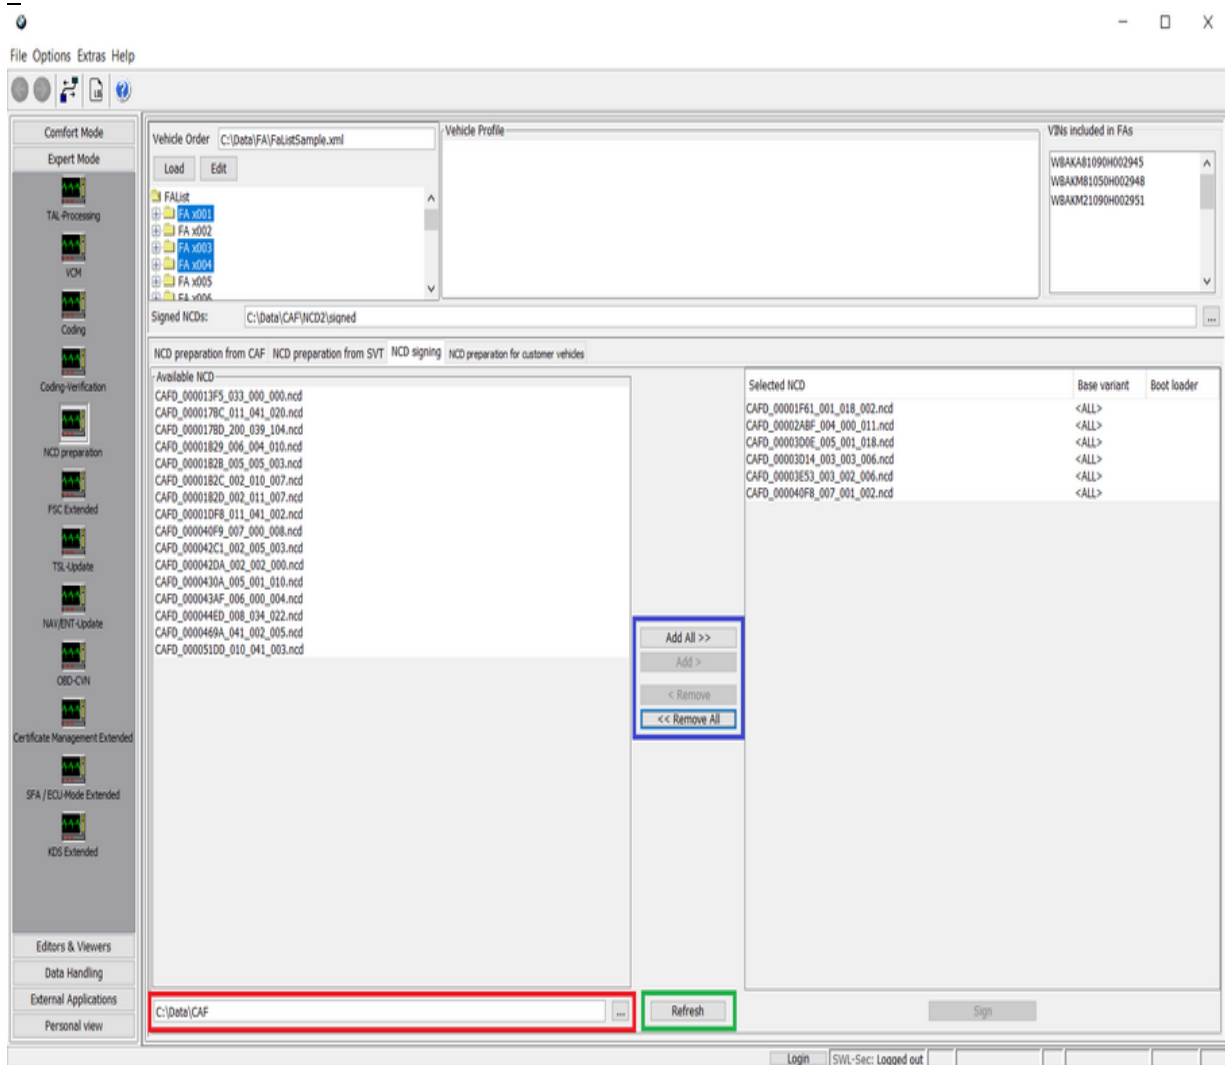 File Options Extras Help
Comfort Mode
Expert Mode
TAL-Processing
VCM
Coding
Coding-Verification
NCD preparation
FSC Extended
TSL-Update
NAV/ENT-Update
OBD-CVN
Certificate Management Extended
SFA / ECU-Mode Extended
KDS Extended
Editors & Viewers
Data Handling
External Applications
Personal view
Vehicle Order C:\Data\FA\FaListSample.xml
Load Edit
FAList
FA x001
FA x002
FA x003
FA x004
FA x005
FA x006
Vehicle Profile
VINs included in FAs
WBAKA81090H002945
WBAKM81050H002948
WBAKM21090H002951
Signed NCDs: C:\Data\CAF\NCD2\signed ...
NCD preparation from CAF NCD preparation from SVT NCD signing NCD preparation for customer vehicles
Available NCD
CAFD_000013F5_033_000_000.ncd
CAFD_000017BC_011_041_020.ncd
CAFD_000017BD_200_039_104.ncd
CAFD_00001B29_006_004_010.ncd
CAFD_00001B2B_005_005_003.ncd
CAFD_00001B2C_002_010_007.ncd
CAFD_00001B2D_002_011_007.ncd
CAFD_00001DF8_011_041_002.ncd
CAFD_000040F9_007_000_008.ncd
CAFD_000042C1_002_005_003.ncd
CAFD_000042DA_002_002_000.ncd
CAFD_0000430A_005_001_010.ncd
CAFD_000043AF_006_000_004.ncd
CAFD_000044ED_008_034_022.ncd
CAFD_0000469A_041_002_005.ncd
CAFD_000051DD_010_041_003.ncd
Add All >>
Add >
< Remove
<< Remove All
Selected NCD Base variant Boot loader
CAFD_00001F61_001_018_002.ncd <ALL>
CAFD_00002ABF_004_000_011.ncd <ALL>
CAFD_00003D0E_005_001_018.ncd <ALL>
CAFD_00003D14_003_003_006.ncd <ALL>
CAFD_00003E53_003_002_006.ncd <ALL>
CAFD_000040F8_007_001_002.ncd <ALL>
C:\Data\CAF ... Refresh Sign
Login SWL-Sec: Logged out